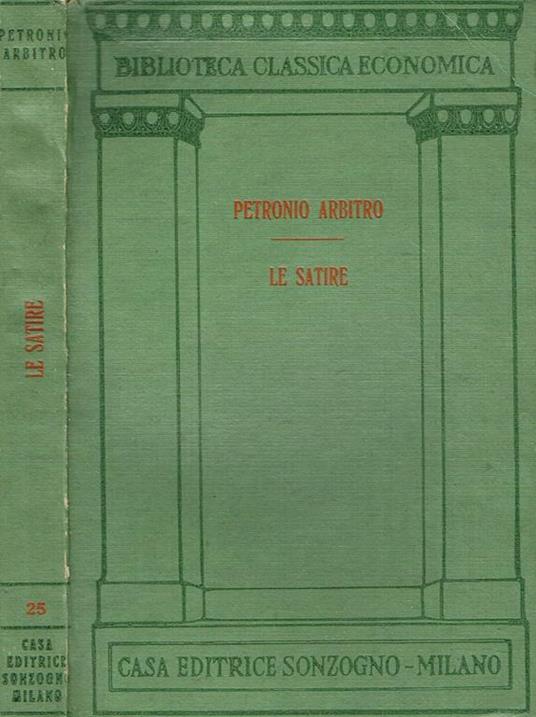 PETRONIO
ARBITRO
LE SATIRE
25
CASA
EDITRICE
SONZOGNO
MILANO
BIBLIOTECA CLASSICA ECONOMICA
PETRONIO ARBITRO
LE SATIRE
CASA EDITRICE SONZOGNO-MILANO